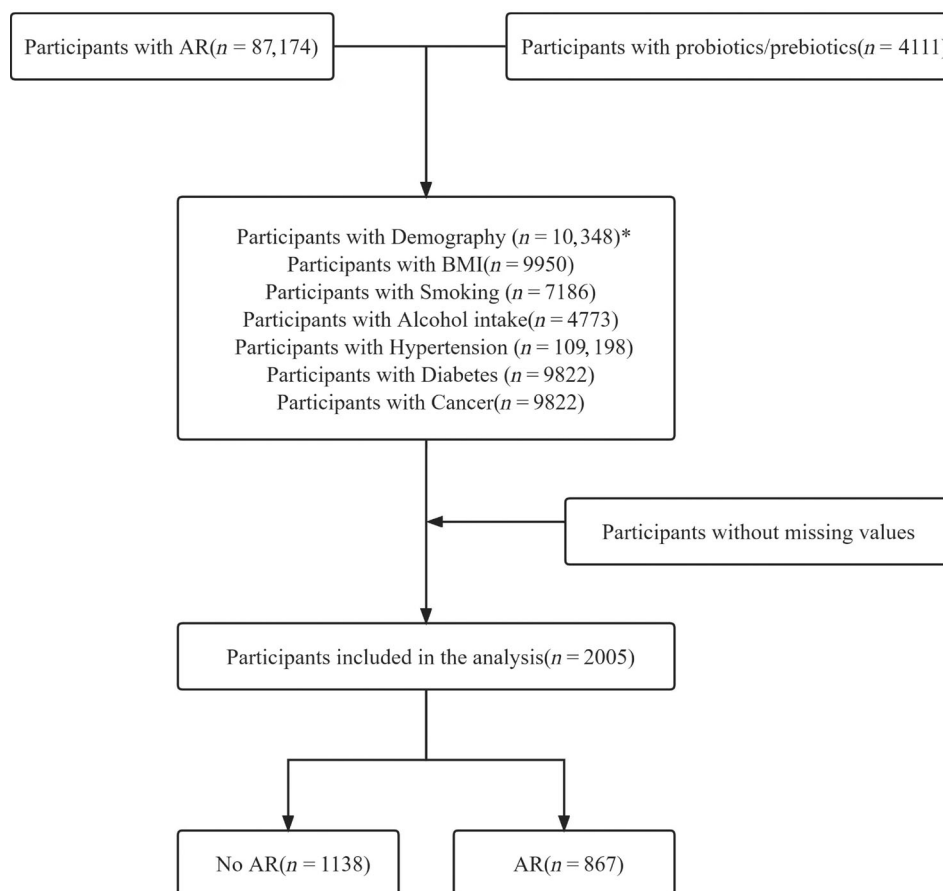 Participants with AR(n = 87,174)
Participants with probiotics/prebiotics(n = 4111)
Participants with Demography (n = 10,348)*
Participants with BMI(n = 9950)
Participants with Smoking (n = 7186)
Participants with Alcohol intake(n = 4773)
Participants with Hypertension (n = 109,198)
Participants with Diabetes (n = 9822)
Participants with Cancer(n = 9822)
Participants without missing values
Participants included in the analysis(n = 2005)
No AR(n = 1138)
AR(n = 867)